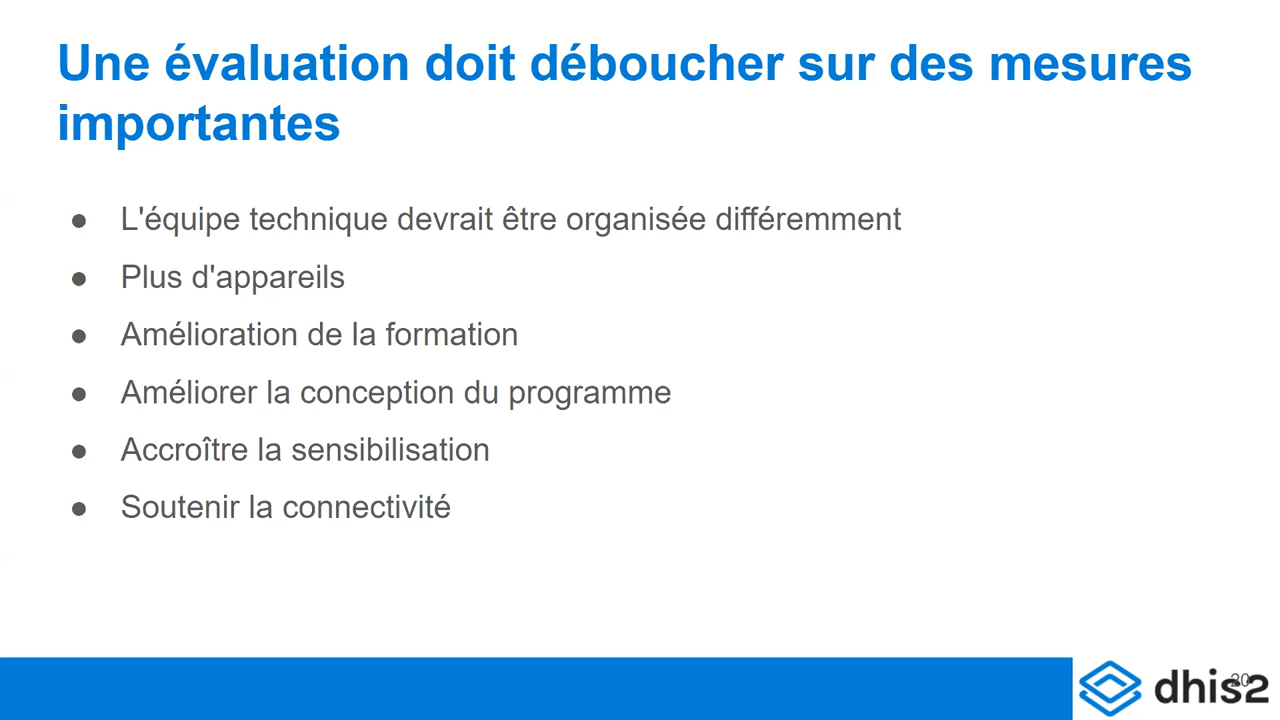 Une évaluation doit déboucher sur des mesures
importantes
● L'équipe technique devrait être organisée différemment
● Plus d'appareils
● Amélioration de la formation
● Améliorer la conception du programme
● Accroître la sensibilisation
● Soutenir la connectivité
dhis2
20